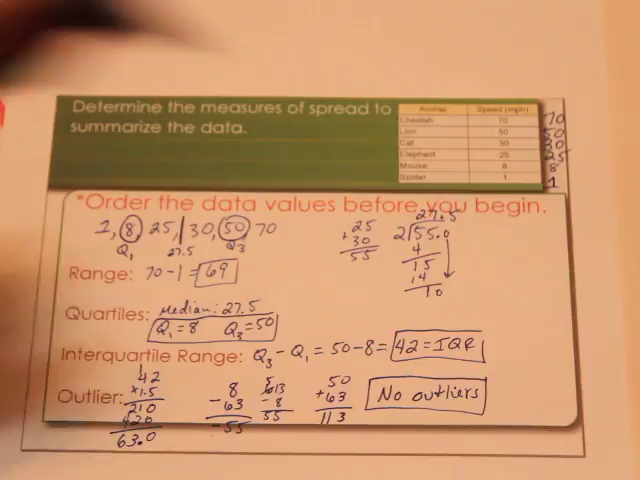 Determine the measures of spread to
summarize the data.
Animal Speed (mph)
Cheetah 70 70
Lion 50 50
Cat 30 30
Elephant 25 25
Mouse 8 8
Spider 1 1
*Order the data values before you begin.
1, 8 25, | 30, 50 70
Q1 27.5 Q3
25
+30
55
27.5
2 55.0
4
15
14
10
Range: 70 - 1 = 69
Quartiles: Median: 27.5
Q1 = 8 Q3 = 50
Interquartile Range: Q3 - Q1 = 50 - 8 = 42 = IQR
Outlier:
1
42
x1.5
210
420
63.0
8
-63
-55
5
613
-8
55
50
+63
113
No outliers